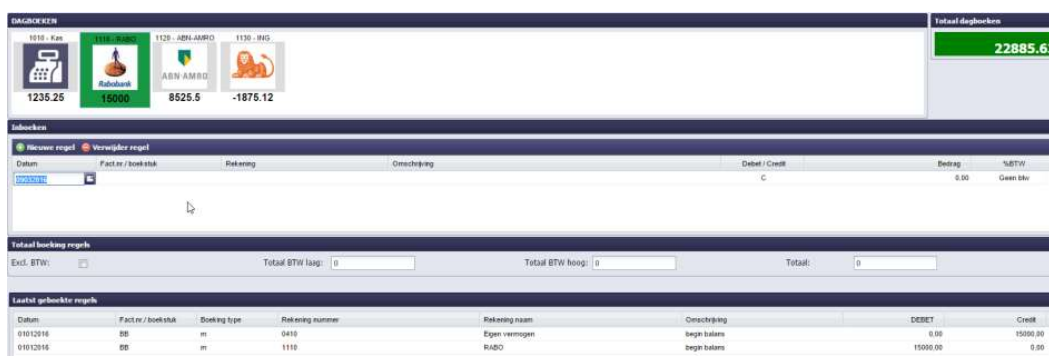 DAGBOEKEN Totaal dagboeken
1010 - Kas 1110 - RABO 1120 - ABN-AMRO 1130 - ING
22885.63
Rabobank ABN·AMRO
1235.25 15000 8525.5 -1875.12
Inboeken
Nieuwe regel Verwijder regel
Datum Fact.nr / boekstuk Rekening Omschrijving Debet / Credit Bedrag %BTW
C 0.00 Geen btw
Totaal boeking regels
Excl. BTW: Totaal BTW laag: 0 Totaal BTW hoog: 0 Totaal: 0
Laatst geboekte regels
Datum Fact.nr / boekstuk Boeking type Rekening nummer Rekening naam Omschrijving DEBET Credit
01012016 BB m 0410 Eigen vermogen begin balans 0,00 15000,00
01012016 BB m 1110 RABO begin balans 15000,00 0,00